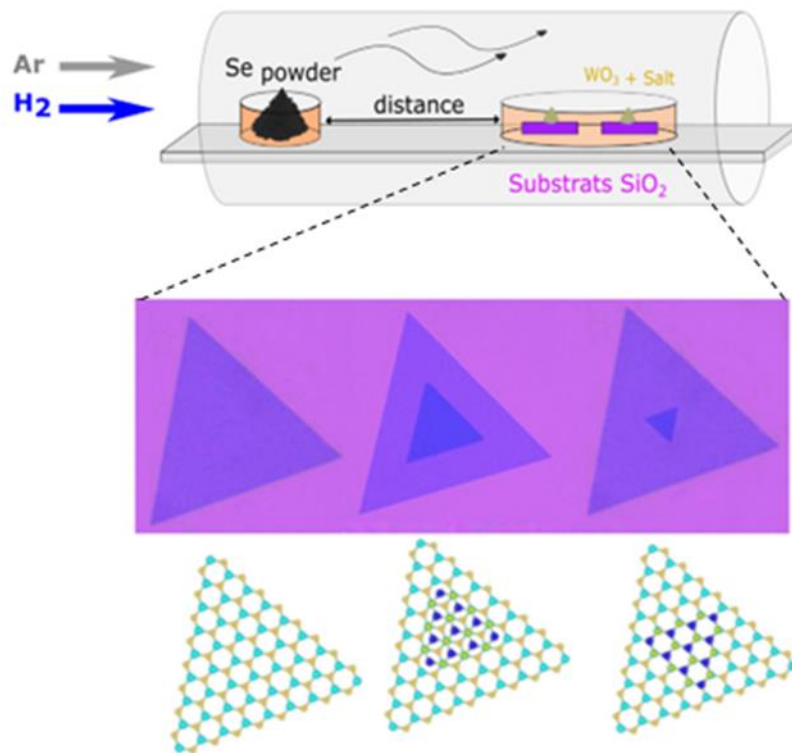 Ar
H2
Se powder
distance
WO₃ + Salt
Substrats SiO₂